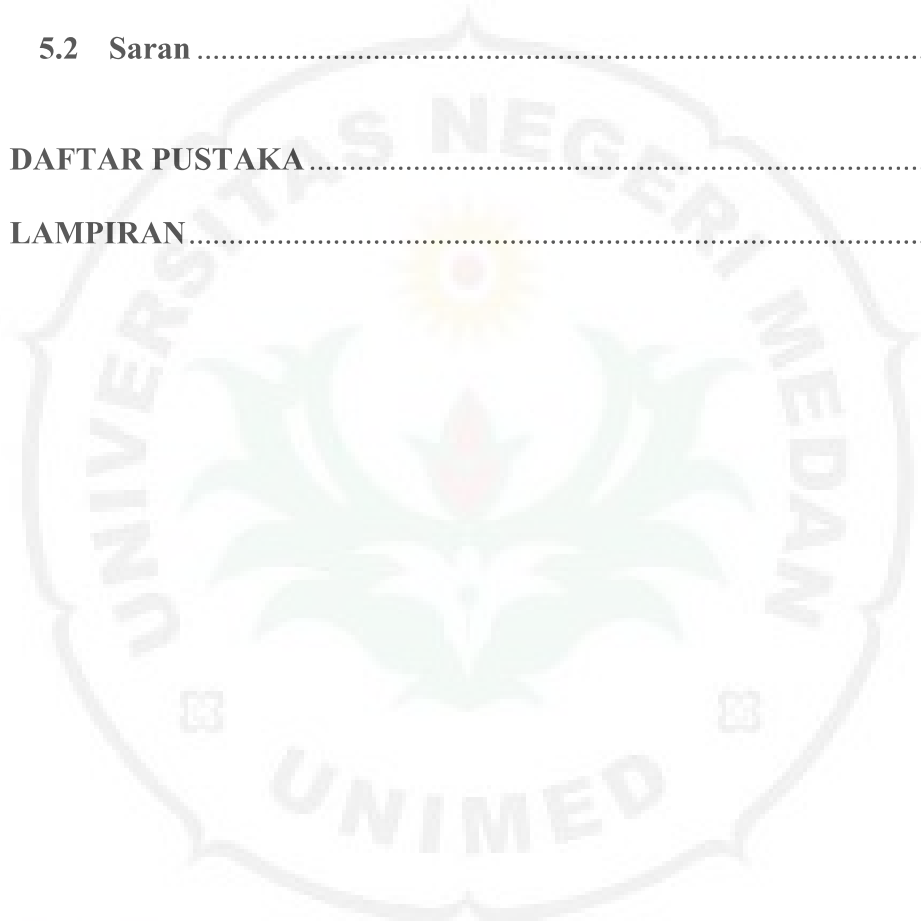 5.2 Saran ........................................................................................
DAFTAR PUSTAKA ...........................................................................
LAMPIRAN ..........................................................................................
UNIVERSITAS NEGERI MEDAN
UNIMED